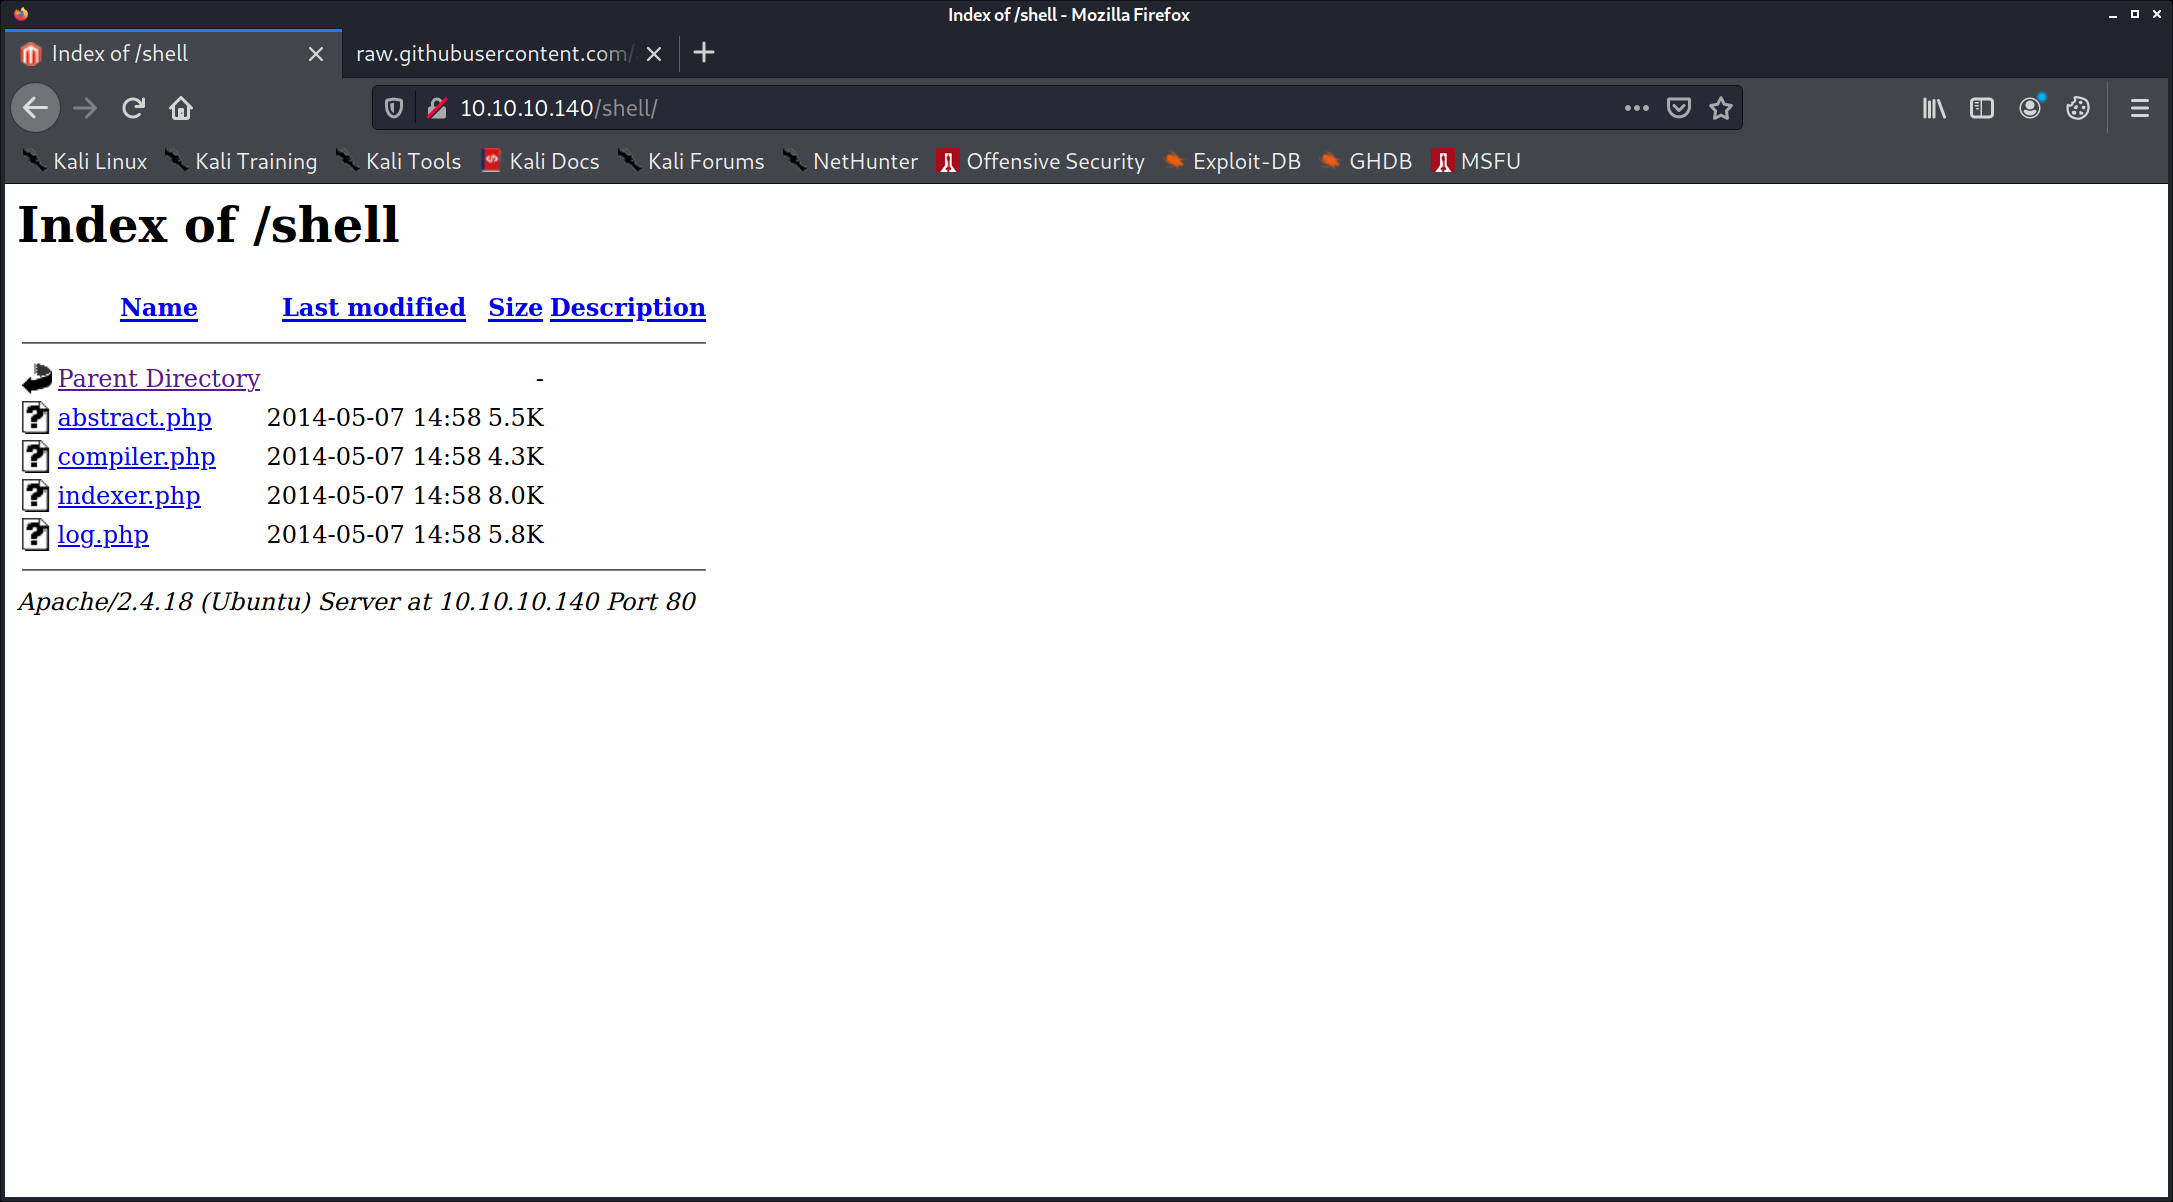 Index of /shell - Mozilla Firefox
Index of /shell
raw.githubusercontent.com/
10.10.10.140/shell/
Kali Linux Kali Training Kali Tools Kali Docs Kali Forums NetHunter Offensive Security Exploit-DB GHDB MSFU
Index of /shell
Name Last modified Size Description
Parent Directory -
abstract.php 2014-05-07 14:58 5.5K
compiler.php 2014-05-07 14:58 4.3K
indexer.php 2014-05-07 14:58 8.0K
log.php 2014-05-07 14:58 5.8K
Apache/2.4.18 (Ubuntu) Server at 10.10.10.140 Port 80